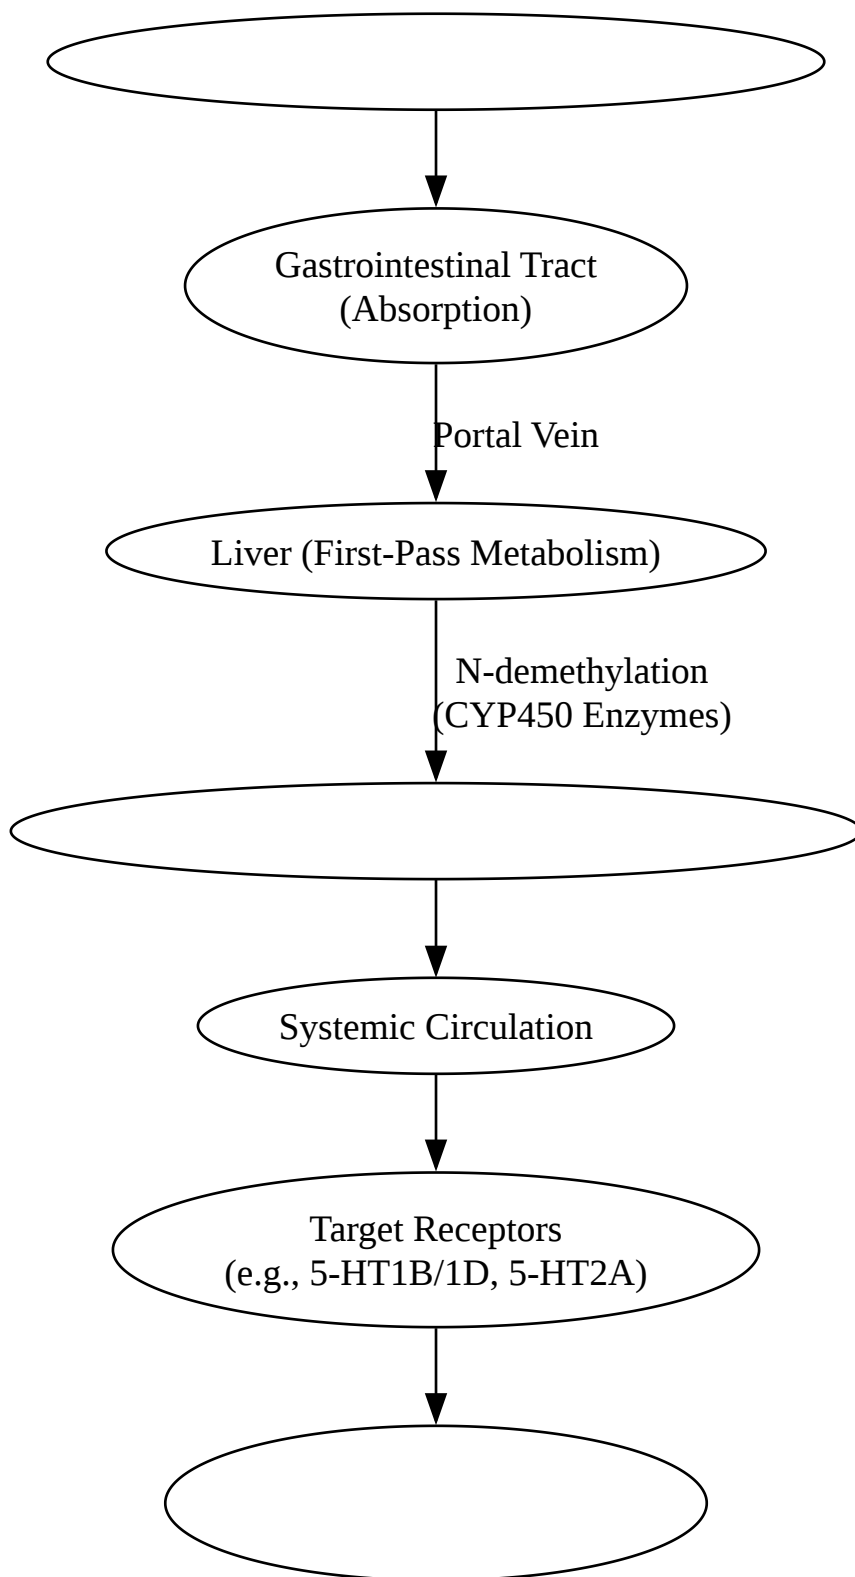 Gastrointestinal Tract
(Absorption)
Portal Vein
Liver (First-Pass Metabolism)
N-demethylation
(CYP450 Enzymes)
Systemic Circulation
Target Receptors
(e.g., 5-HT1B/1D, 5-HT2A)